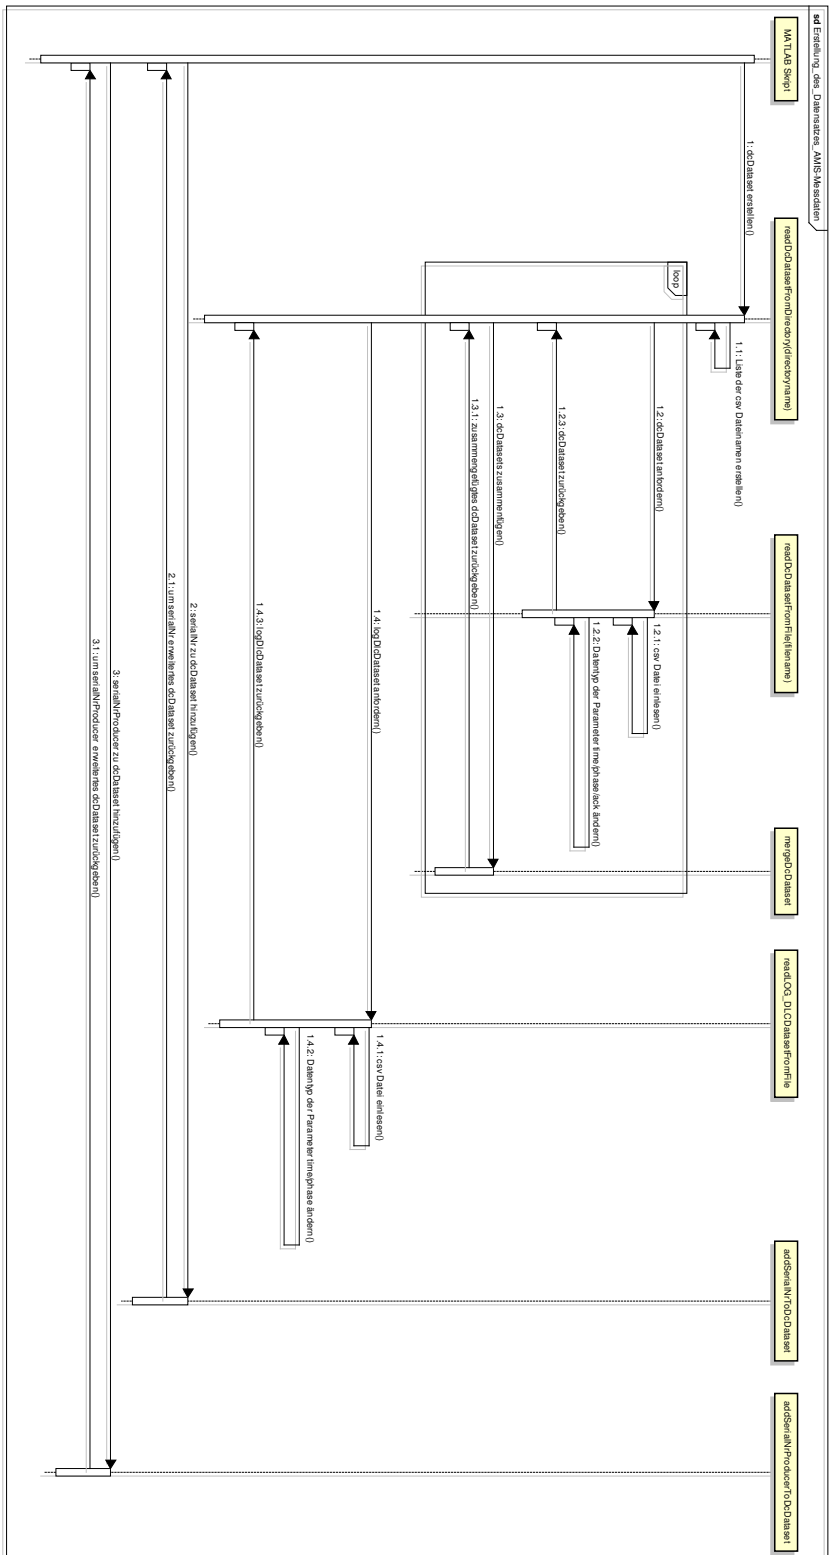 sd Erstellung_des_Datensatzes_AMIS-Messdaten
MATLAB Skript
readDcDatasetFromDirectory(directoryname)
readDcDatasetFromFile(filename)
mergeDcDataset
readLOG_DLCDatasetFromFile
addSerialNrToDcDataset
addSerialNrProducerToDcDataset
1: dcDataset erstellen()
1.1: Liste der csv Dateinamen erstellen()
loop
1.2: dcDataset anfordern()
1.2.1: csv Datei einlesen()
1.2.2: Datentyp der Parameter time/phase/ack ändern()
1.2.3: dcDataset zurückgeben()
1.3: dcDatasets zusammenfügen()
1.3.1: zusammengefügtes dcDataset zurückgeben()
1.4: logDlcDataset anfordern()
1.4.1: csv Datei einlesen()
1.4.2: Datentyp der Parameter time/phase ändern()
1.4.3: logDlcDataset zurückgeben()
2: serialNr zu dcDataset hinzufügen()
2.1: um serialNr erweitertes dcDataset zurückgeben()
3: serialNrProducer zu dcDataset hinzufügen()
3.1: um serialNrProducer erweitertes dcDataset zurückgeben()